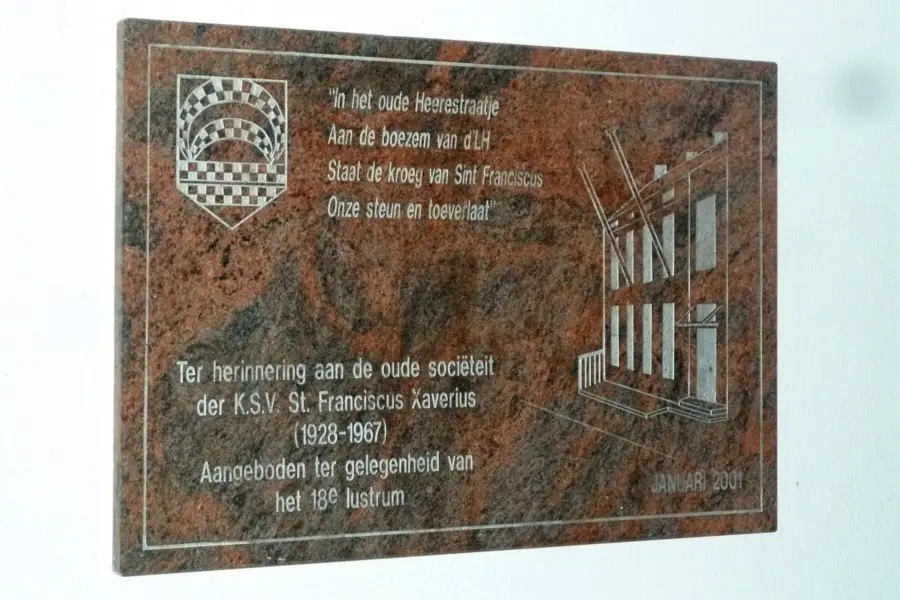 "In het oude Heerestraatje
Aan de boezem van d'LH
Staat de kroeg van Sint Franciscus
Onze steun en toeverlaat"
Ter herinnering aan de oude sociëteit
der K.S.V. St. Franciscus Xaverius
(1928-1967)
Aangeboden ter gelegenheid van
het 18e lustrum
JANUARI 2001